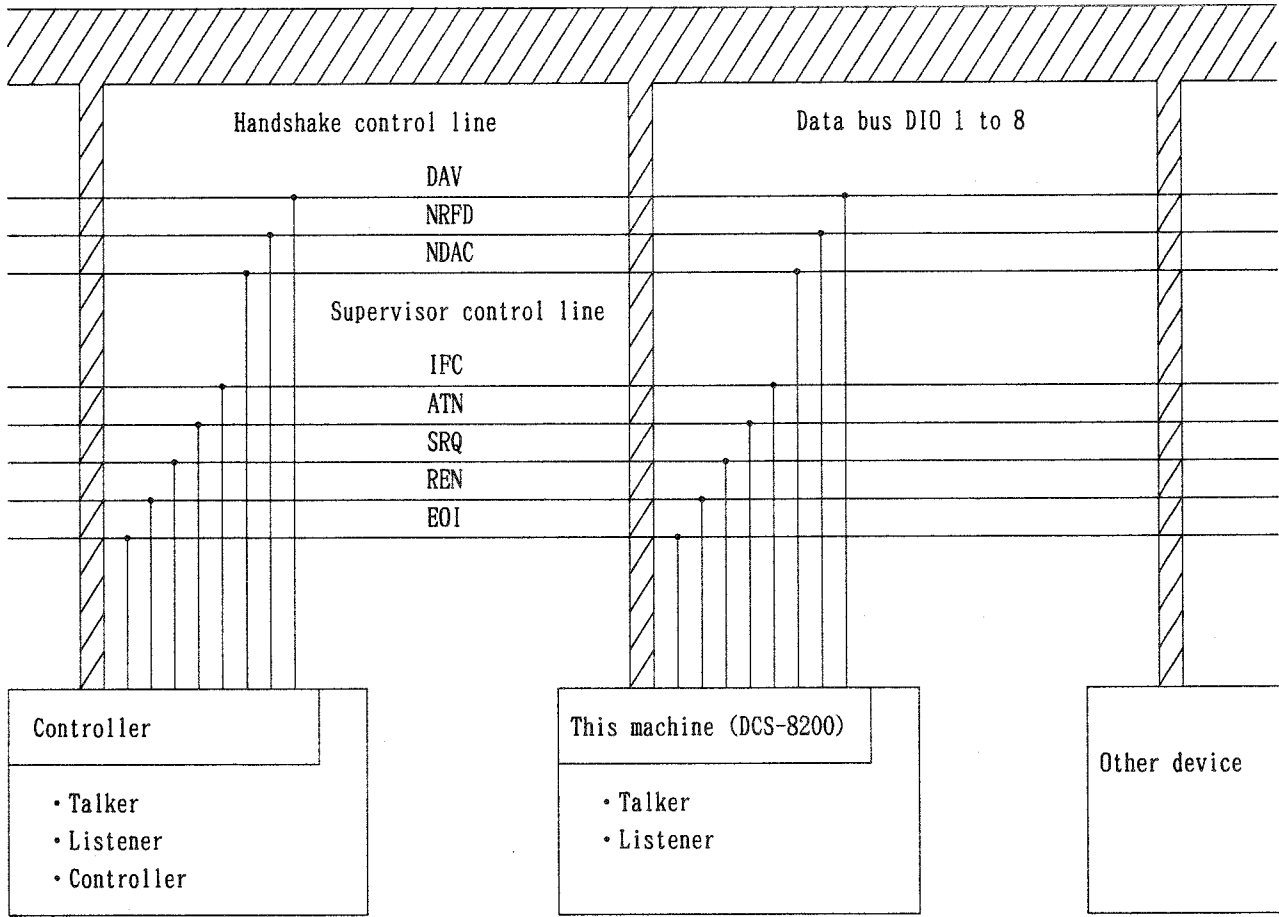 Handshake control line
Data bus DIO 1 to 8
DAV
NRFD
NDAC
Supervisor control line
IFC
ATN
SRQ
REN
EOI
Controller
・Talker
・Listener
・Controller
This machine (DCS-8200)
・Talker
・Listener
Other device